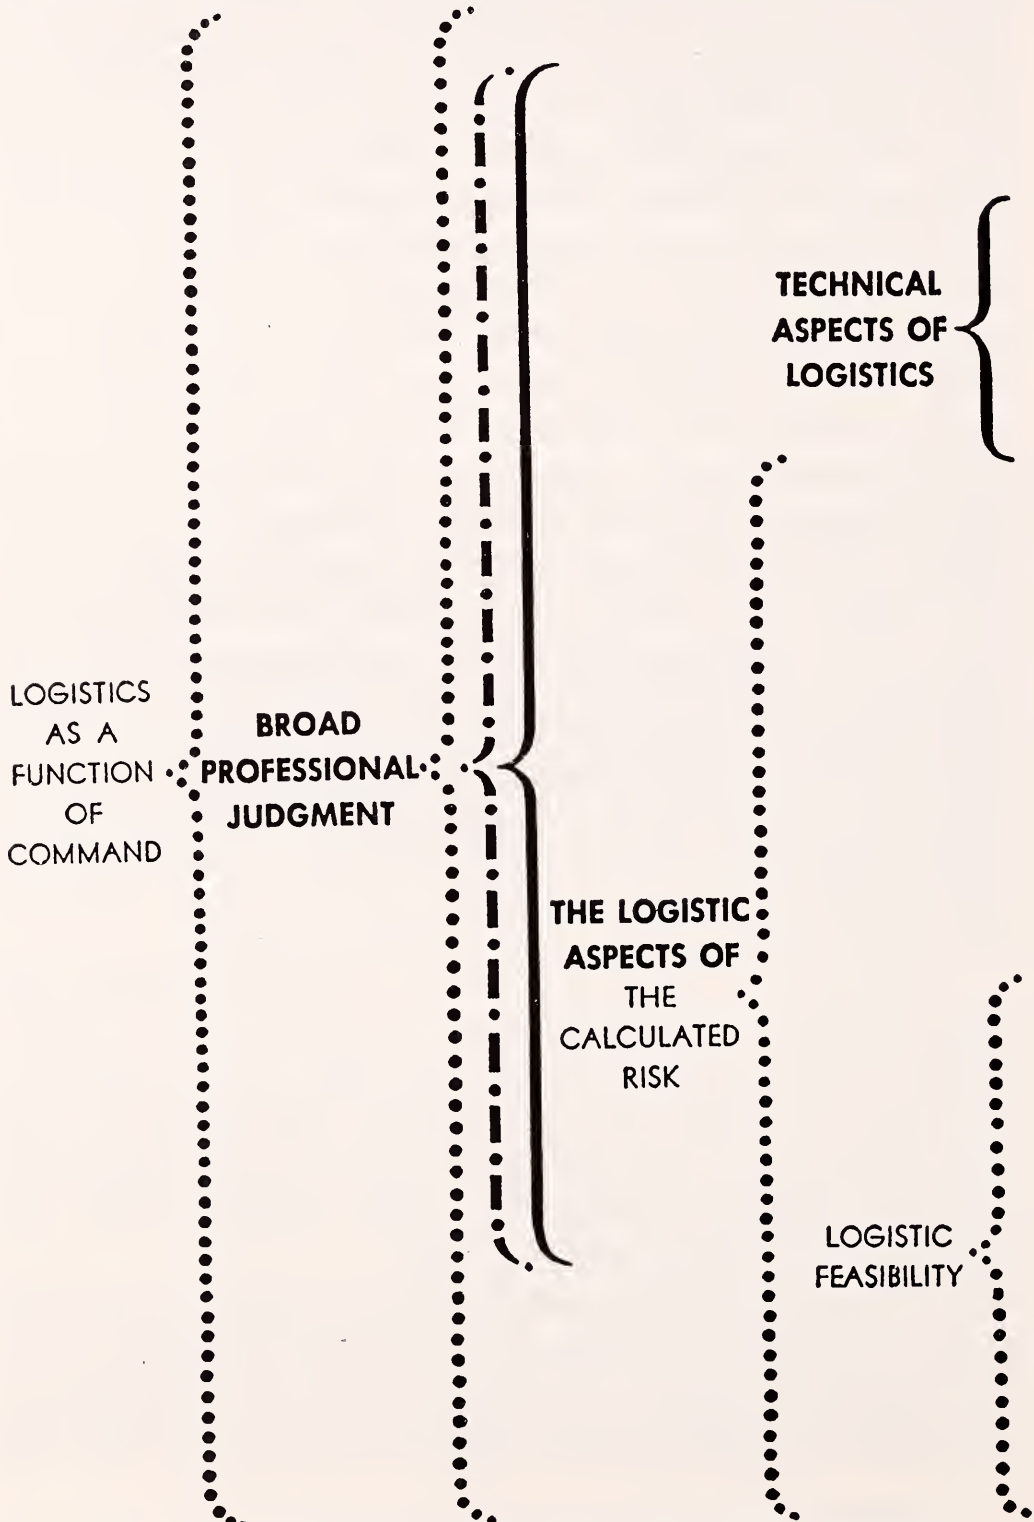 LOGISTICS
AS A
FUNCTION
OF
COMMAND
BROAD
PROFESSIONAL
JUDGMENT
TECHNICAL
ASPECTS OF
LOGISTICS
THE LOGISTIC
ASPECTS OF
THE
CALCULATED
RISK
LOGISTIC
FEASIBILITY